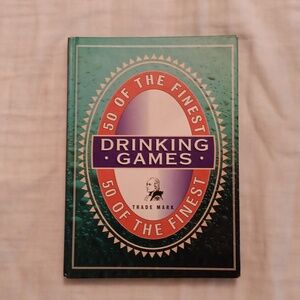 50 OF THE FINEST
DRINKING
· GAMES ·
TRADE MARK
50 OF THE FINEST